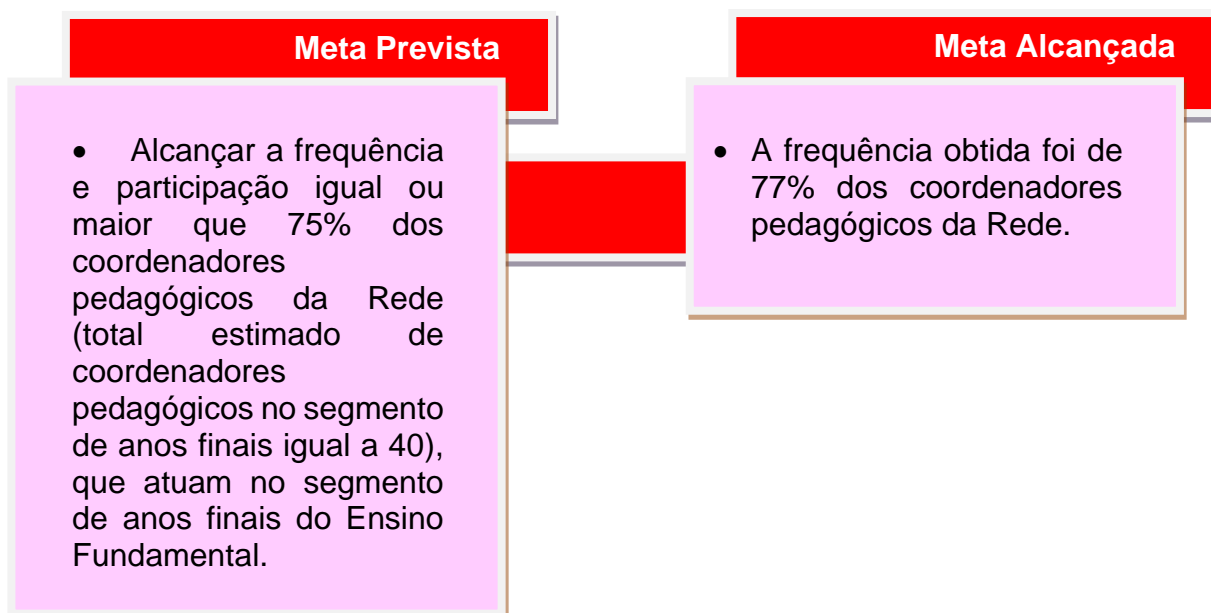 Meta Prevista
• Alcançar a frequência
e participação igual ou
maior que 75% dos
coordenadores
pedagógicos da Rede
(total estimado de
coordenadores
pedagógicos no segmento
de anos finais igual a 40),
que atuam no segmento
de anos finais do Ensino
Fundamental.
Meta Alcançada
• A frequência obtida foi de
77% dos coordenadores
pedagógicos da Rede.